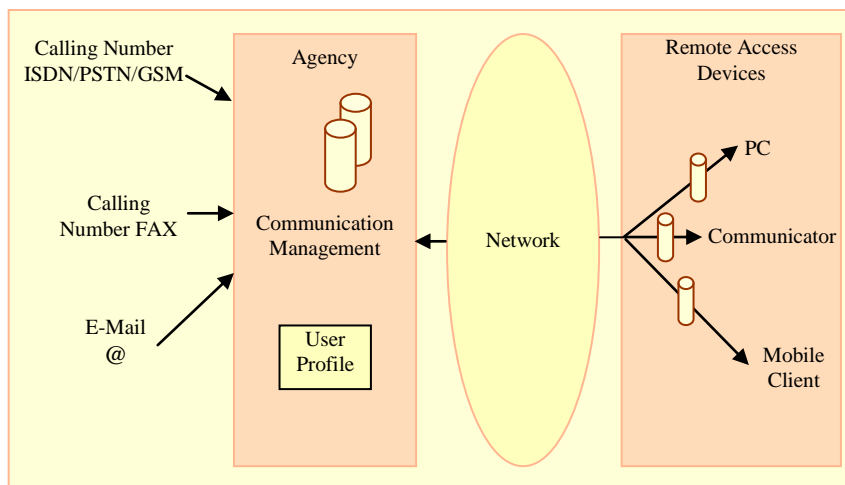 Calling Number
ISDN/PSTN/GSM
Calling
Number FAX
E-Mail
@
Agency
Communication
Management
User
Profile
Network
Remote Access
Devices
PC
Communicator
Mobile
Client